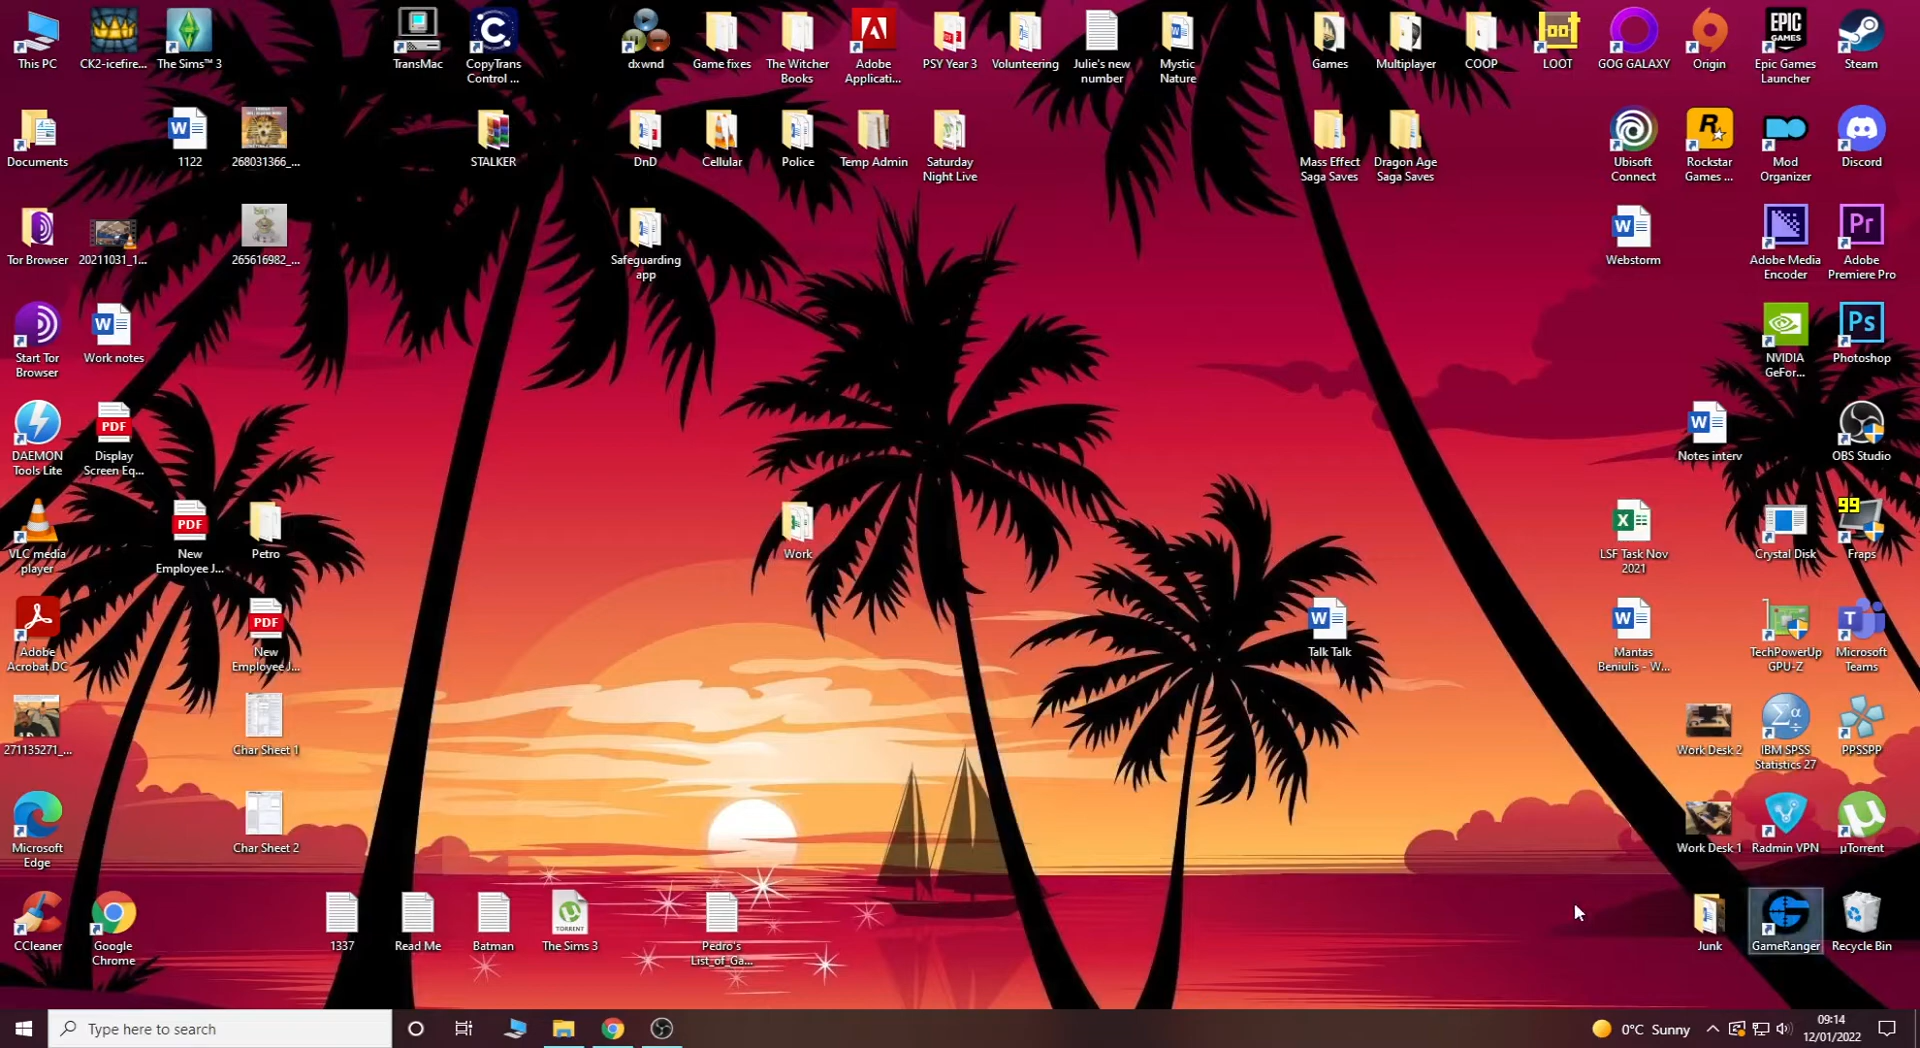 This PC
CK2-icefire...
The Sims™ 3
TransMac
CopyTrans
Control ...
dxwnd
Game fixes
The Witcher
Books
Adobe
Applicati...
PSY Year 3
Volunteering
Julie's new
number
Mystic
Nature
Games
Multiplayer
COOP
LOOT
GOG GALAXY
Origin
Epic Games
Launcher
Steam
Documents
1122
268031366_...
STALKER
DnD
Cellular
Police
Temp Admin
Saturday
Night Live
Mass Effect
Saga Saves
Dragon Age
Saga Saves
Ubisoft
Connect
Rockstar
Games ...
Mod
Organizer
Discord
Tor Browser
20211031_1...
265616982_...
Safeguarding
app
Webstorm
Adobe Media
Encoder
Adobe
Premiere Pro
Start Tor
Browser
Work notes
NVIDIA
GeFor...
Photoshop
DAEMON
Tools Lite
Display
Screen Eq...
Notes interv
OBS Studio
VLC media
player
New
Employee J...
Petro
Work
LSF Task Nov
2021
Crystal Disk
Fraps
Adobe
Acrobat DC
New
Employee J...
Talk Talk
Mantas
Beniulis - W...
TechPowerUp
GPU-Z
Microsoft
Teams
271135271_...
Char Sheet 1
Work Desk 2
IBM SPSS
Statistics 27
PPSSPP
Microsoft
Edge
Char Sheet 2
Work Desk 1
Radmin VPN
µTorrent
CCleaner
Google
Chrome
1337
Read Me
Batman
TORRENT
The Sims 3
Pedro's
List_of_Ga...
Junk
GameRanger
Recycle Bin
Type here to search
0°C Sunny
09:14
12/01/2022